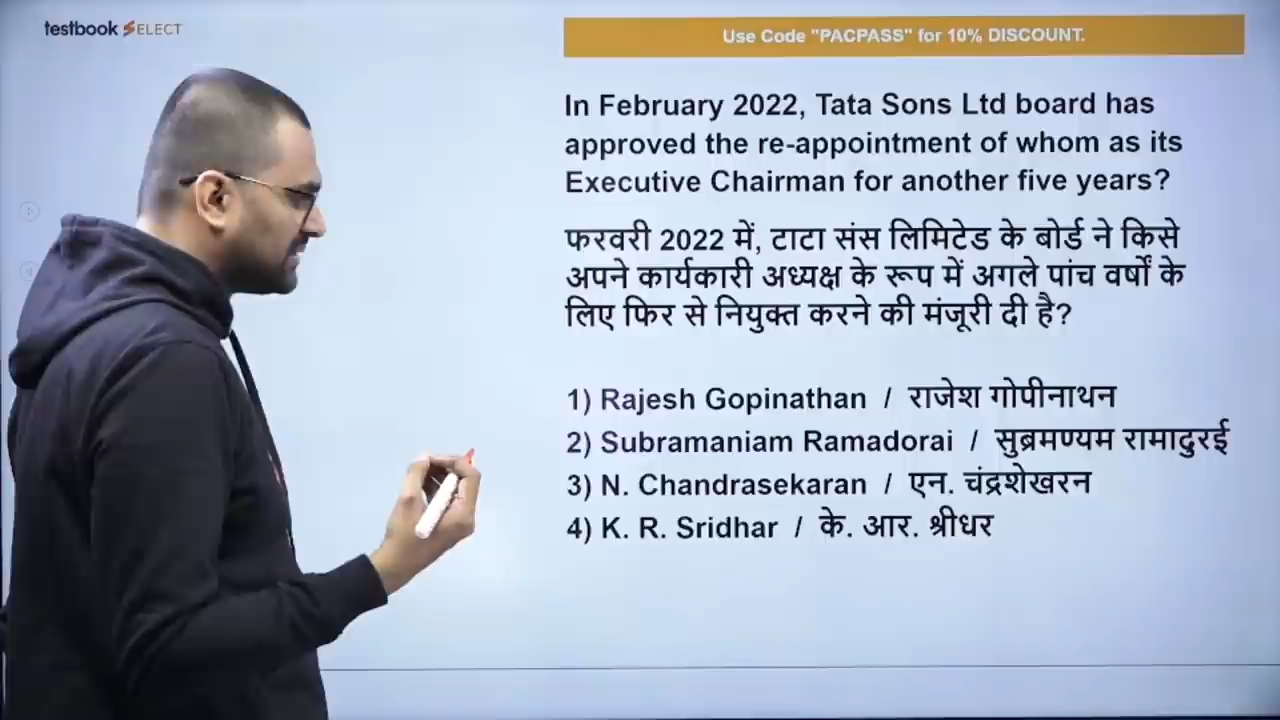 testbook SELECT
Use Code "PACPASS" for 10% DISCOUNT.
In February 2022, Tata Sons Ltd board has
approved the re-appointment of whom as its
Executive Chairman for another five years?
फरवरी 2022 में, टाटा संस लिमिटेड के बोर्ड ने किसे
अपने कार्यकारी अध्यक्ष के रूप में अगले पांच वर्षों के
लिए फिर से नियुक्त करने की मंजूरी दी है?
1) Rajesh Gopinathan / राजेश गोपीनाथन
2) Subramaniam Ramadorai / सुब्रमण्यम रामादुरई
3) N. Chandrasekaran / एन. चंद्रशेखरन
4) K. R. Sridhar / के. आर. श्रीधर